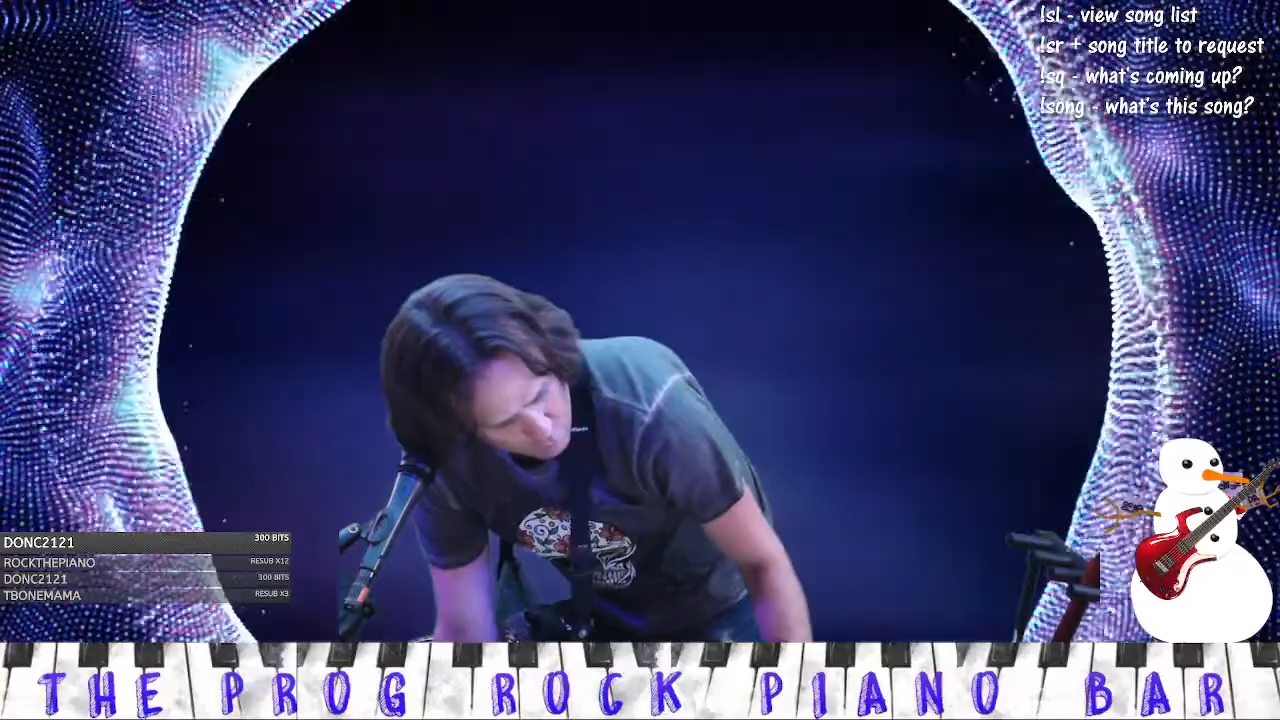 !sl - view song list
!sr + song title to request
!sq - what's coming up?
!song - what's this song?
DONC2121 300 BITS
ROCKTHEPIANO RESUB X12
DONC2121 300 BITS
TBONEMAMA RESUB X3
THE PROG ROCK PIANO BAR